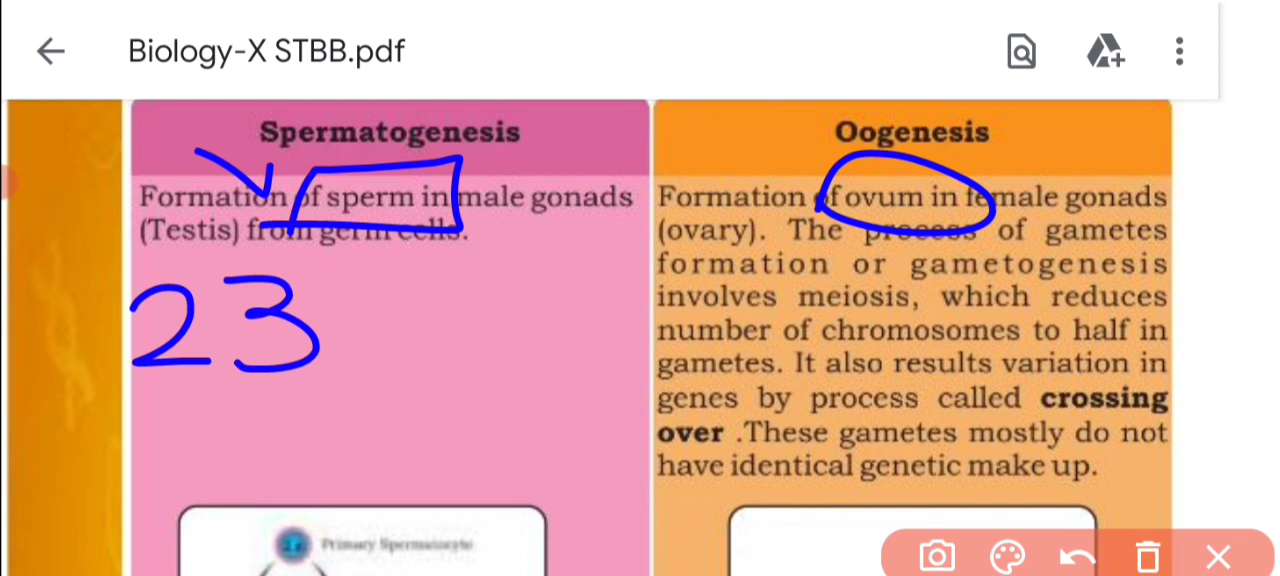 Biology-X STBB.pdf
Spermatogenesis
Formation of sperm in male gonads
(Testis) from germ cells.
23
Oogenesis
Formation of ovum in female gonads
(ovary). The process of gametes
formation or gametogenesis
involves meiosis, which reduces
number of chromosomes to half in
gametes. It also results variation in
genes by process called crossing
over .These gametes mostly do not
have identical genetic make up.
Primary Spermatocyte